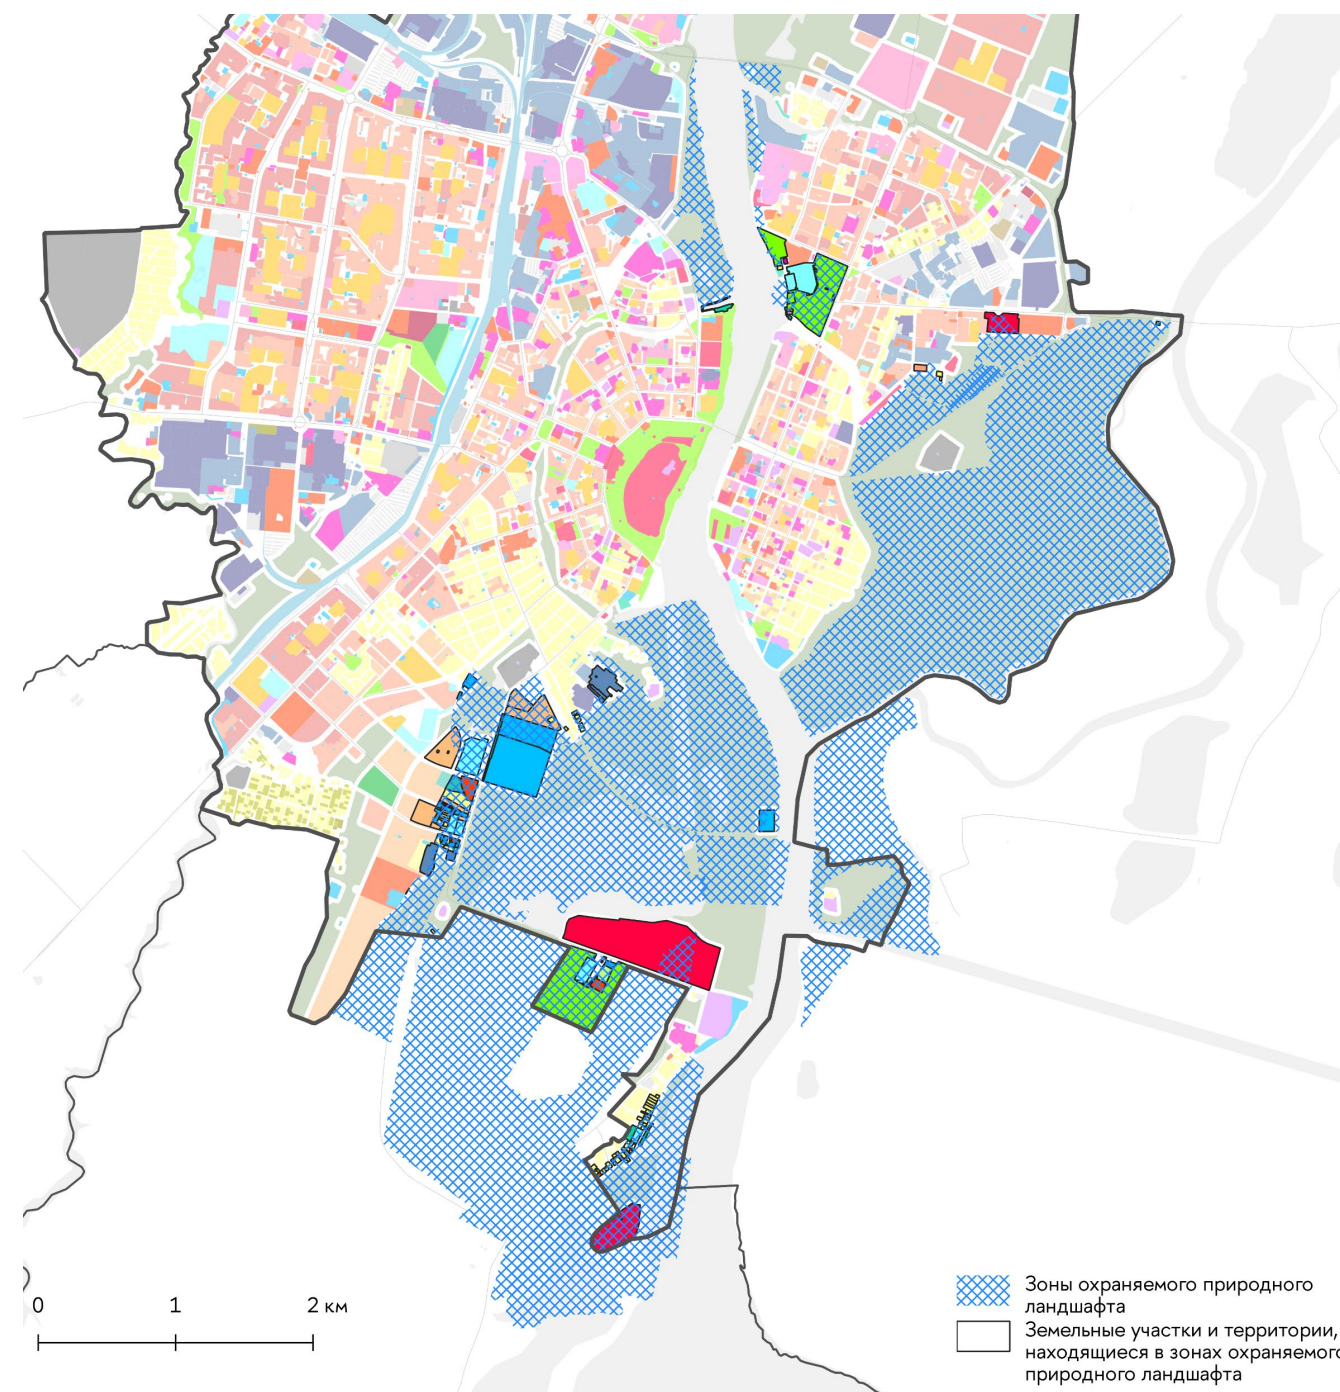 0 1 2 км
Зоны охраняемого природного
ландшафта
Земельные участки и территории,
находящиеся в зонах охраняемого
природного ландшафта